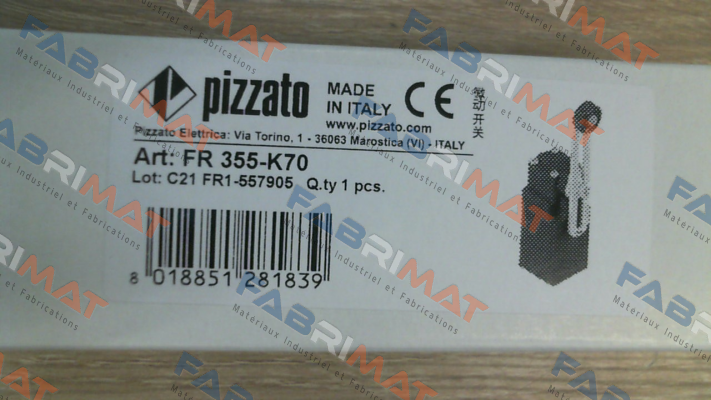 pizzato
MADE
IN ITALY
CE
www.pizzato.com
Pizzato Elettrica: Via Torino, 1 - 36063 Marostica (VI) - ITALY
Art: FR 355-K70
Lot: C21 FR1-557905 Q.ty 1 pcs.
8 018851 281839
微动开关
FABRIMAT
Materiaux Industriel et Fabrications